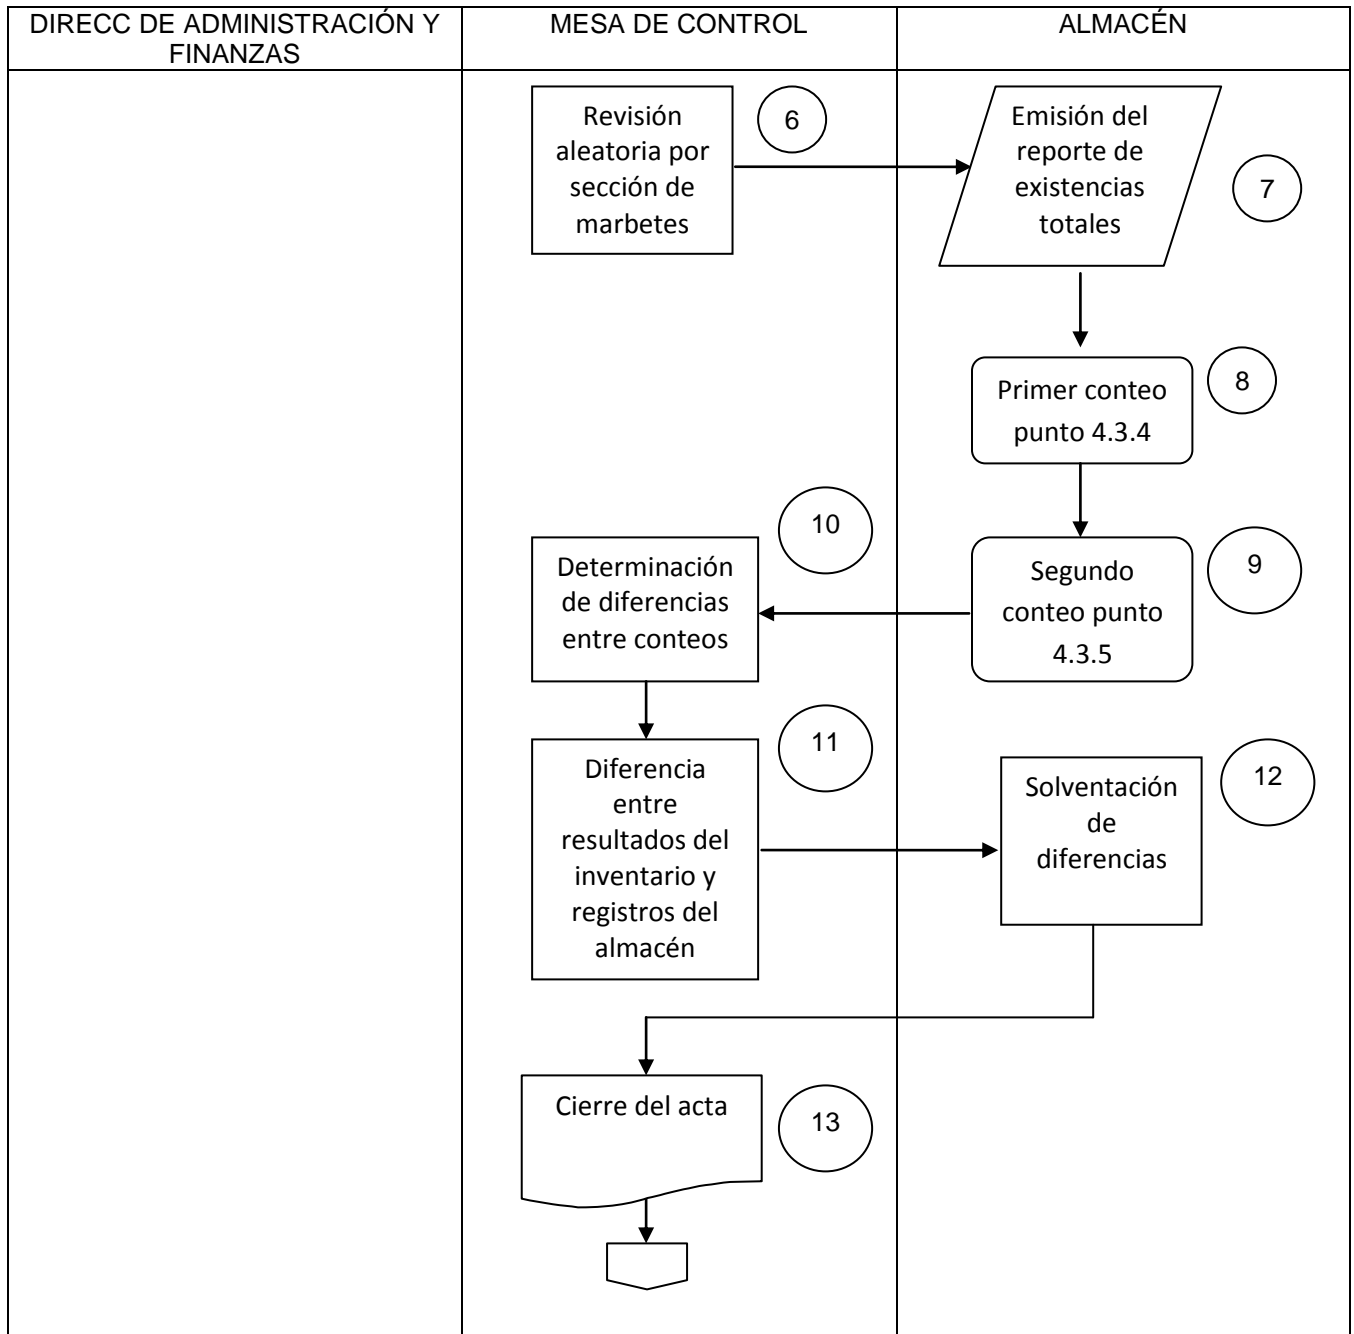 DIRECC DE ADMINISTRACIÓN Y
FINANZAS
MESA DE CONTROL
ALMACÉN
Revisión
aleatoria por
sección de
marbetes
6
Emisión del
reporte de
existencias
totales
7
Primer conteo
punto 4.3.4
8
Segundo
conteo punto
4.3.5
9
Determinación
de diferencias
entre conteos
10
Diferencia
entre
resultados del
inventario y
registros del
almacén
11
Solventación
de
diferencias
12
Cierre del acta
13